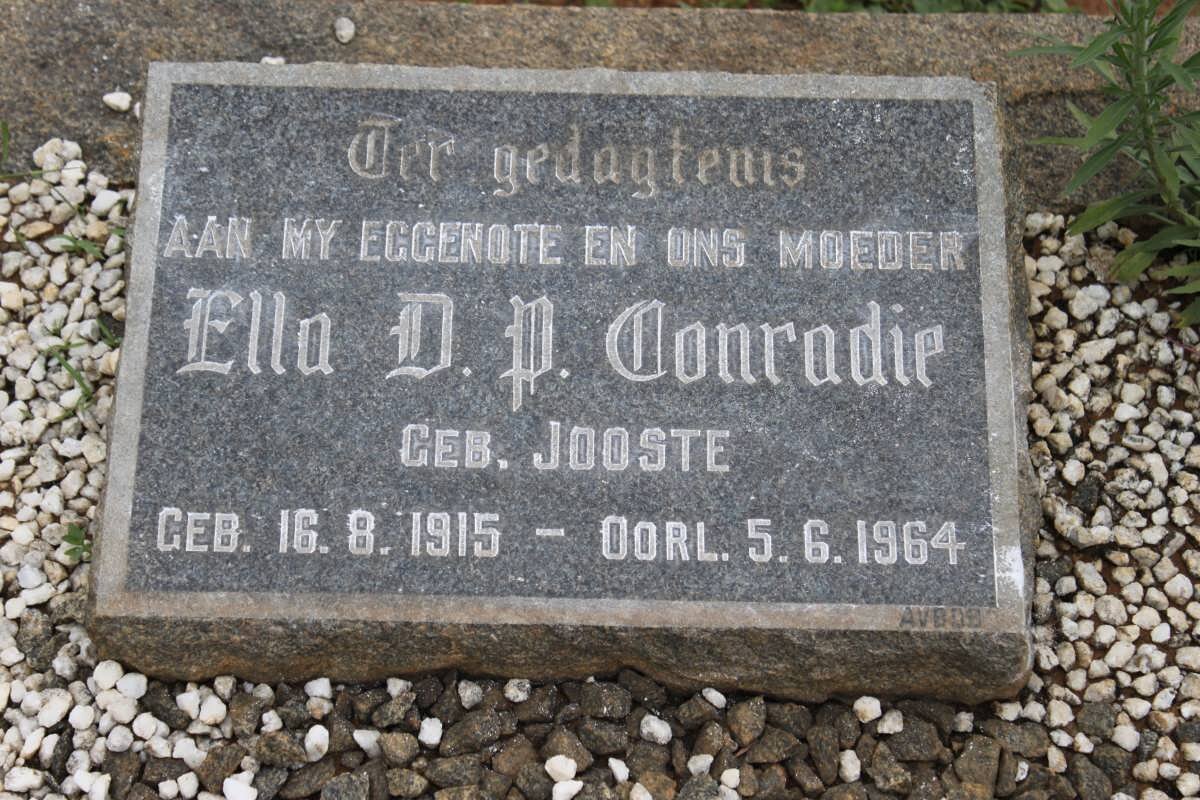 Ter gedagtenis
AAN MY EGGENOTE EN ONS MOEDER
Ella D. P. Conradie
GEB. JOOSTE
GEB. 16. 8. 1915 – OORL. 5. 6. 1964
AVBOB